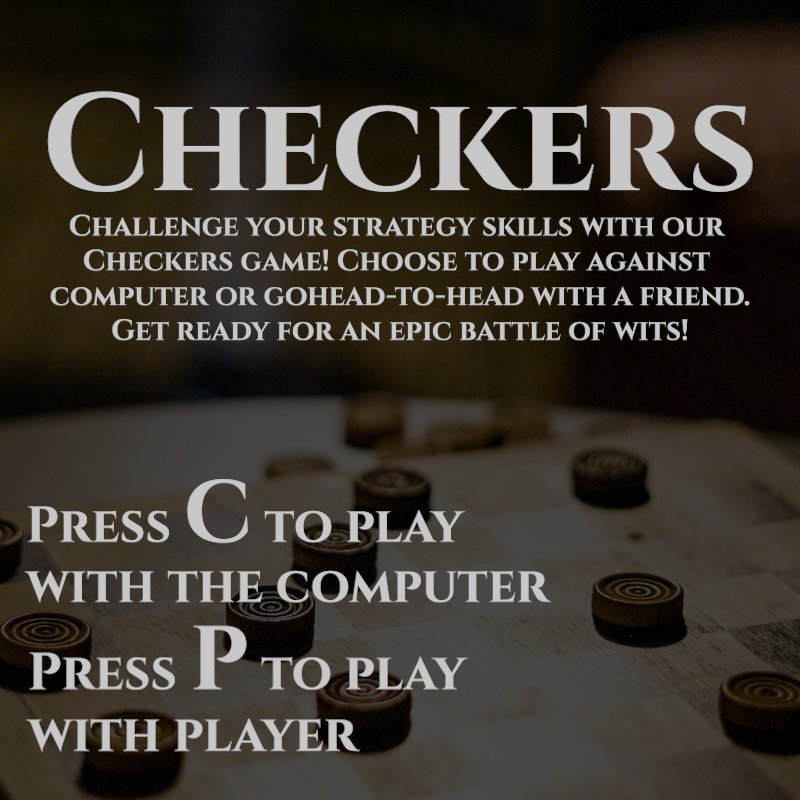 Checkers
Challenge your strategy skills with our
Checkers game! Choose to play against
computer or gohead-to-head with a friend.
Get ready for an epic battle of wits!
Press C to play
with the computer
Press P to play
with player